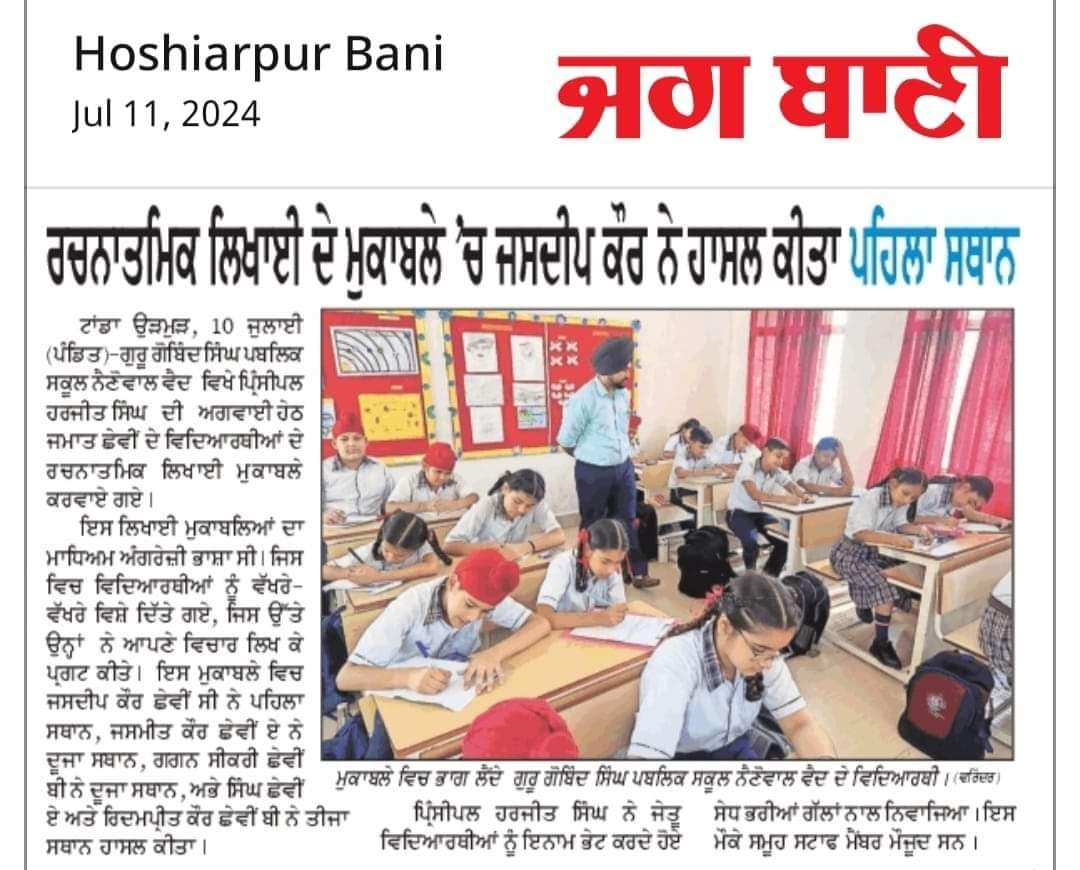 Hoshiarpur Bani
Jul 11, 2024
ਜਗ ਬਾਣੀ
ਰਚਨਾਤਮਿਕ ਲਿਖਾਈ ਦੇ ਮੁਕਾਬਲੇ 'ਚ ਜਸਦੀਪ ਕੌਰ ਨੇ ਹਾਸਲ ਕੀਤਾ ਪਹਿਲਾ ਸਥਾਨ
ਟਾਂਡਾ ਉੜਮੁੜ, 10 ਜੁਲਾਈ
(ਪੰਡਿਤ)-ਗੁਰੂ ਗੋਬਿੰਦ ਸਿੰਘ ਪਬਲਿਕ
ਸਕੂਲ ਨੈਣੋਵਾਲ ਵੈਦ ਵਿਖੇ ਪ੍ਰਿੰਸੀਪਲ
ਹਰਜੀਤ ਸਿੰਘ ਦੀ ਅਗਵਾਈ ਹੇਠ
ਜਮਾਤ ਛੇਵੀਂ ਦੇ ਵਿਦਿਆਰਥੀਆਂ ਦੇ
ਰਚਨਾਤਮਿਕ ਲਿਖਾਈ ਮੁਕਾਬਲੇ
ਕਰਵਾਏ ਗਏ।
ਇਸ ਲਿਖਾਈ ਮੁਕਾਬਲਿਆਂ ਦਾ
ਮਾਧਿਅਮ ਅੰਗਰੇਜ਼ੀ ਭਾਸ਼ਾ ਸੀ। ਜਿਸ
ਵਿਚ ਵਿਦਿਆਰਥੀਆਂ ਨੂੰ ਵੱਖਰੇ-
ਵੱਖਰੇ ਵਿਸ਼ੇ ਦਿੱਤੇ ਗਏ, ਜਿਸ ਉੱਤੇ
ਉਨ੍ਹਾਂ ਨੇ ਆਪਣੇ ਵਿਚਾਰ ਲਿਖ ਕੇ
ਪ੍ਰਗਟ ਕੀਤੇ। ਇਸ ਮੁਕਾਬਲੇ ਵਿਚ
ਜਸਦੀਪ ਕੌਰ ਛੇਵੀਂ ਸੀ ਨੇ ਪਹਿਲਾ
ਸਥਾਨ, ਜਸਮੀਤ ਕੌਰ ਛੇਵੀਂ ਏ ਨੇ
ਦੂਜਾ ਸਥਾਨ, ਗਗਨ ਸੀਕਰੀ ਛੇਵੀਂ
ਬੀ ਨੇ ਦੂਜਾ ਸਥਾਨ, ਅਭੇ ਸਿੰਘ ਛੇਵੀਂ
ਏ ਅਤੇ ਰਿਦਮਪ੍ਰੀਤ ਕੌਰ ਛੇਵੀਂ ਬੀ ਨੇ ਤੀਜਾ
ਸਥਾਨ ਹਾਸਲ ਕੀਤਾ।
ਮੁਕਾਬਲੇ ਵਿਚ ਭਾਗ ਲੈਂਦੇ ਗੁਰੂ ਗੋਬਿੰਦ ਸਿੰਘ ਪਬਲਿਕ ਸਕੂਲ ਨੈਣੋਵਾਲ ਵੈਦ ਦੇ ਵਿਦਿਆਰਥੀ। (ਵਰਿੰਦਰ)
ਪ੍ਰਿੰਸੀਪਲ ਹਰਜੀਤ ਸਿੰਘ ਨੇ ਜੇਤੂ
ਵਿਦਿਆਰਥੀਆਂ ਨੂੰ ਇਨਾਮ ਭੇਟ ਕਰਦੇ ਹੋਏ
ਸੇਧ ਭਰੀਆਂ ਗੱਲਾਂ ਨਾਲ ਨਿਵਾਜਿਆ। ਇਸ
ਮੌਕੇ ਸਮੂਹ ਸਟਾਫ ਮੈਂਬਰ ਮੌਜੂਦ ਸਨ।